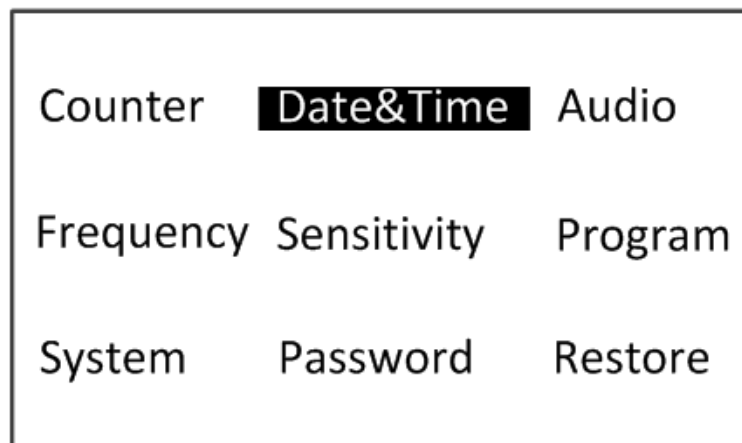 Counter Date&Time Audio
Frequency Sensitivity Program
System Password Restore